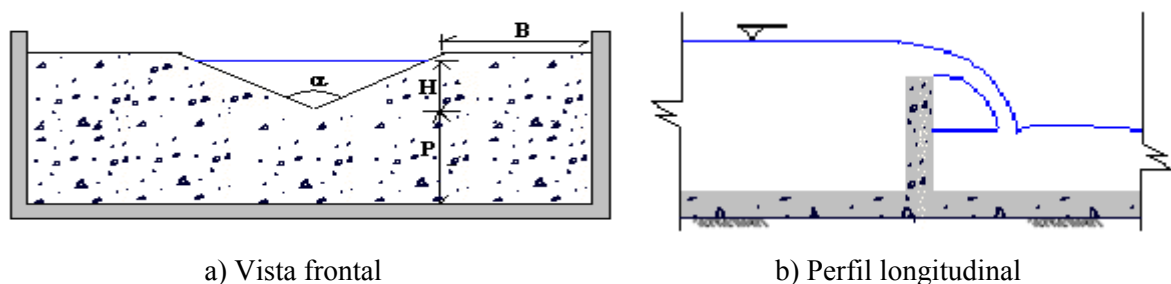 B
α
H
P
a) Vista frontal
b) Perfil longitudinal